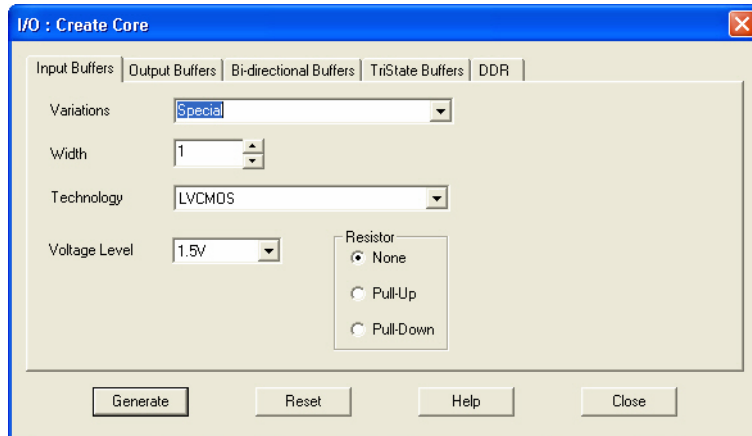 I/O : Create Core
Input Buffers Output Buffers Bi-directional Buffers TriState Buffers DDR
Variations Special
Width 1
Technology LVCMOS
Voltage Level 1.5V
Resistor
None
Pull-Up
Pull-Down
Generate Reset Help Close